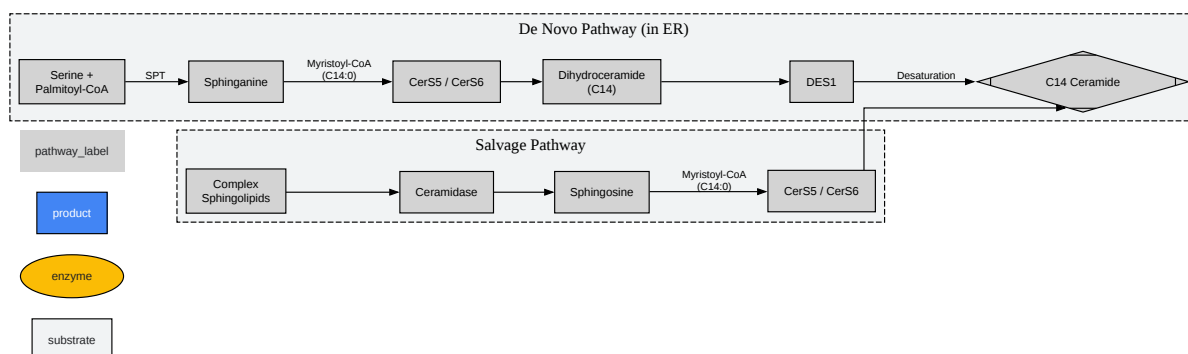 De Novo Pathway (in ER)
Serine +
Palmitoyl-CoA
SPT
Sphinganine
Myristoyl-CoA
(C14:0)
CerS5 / CerS6
Dihydroceramide
(C14)
DES1
Desaturation
C14 Ceramide
Salvage Pathway
Complex
Sphingolipids
Ceramidase
Sphingosine
Myristoyl-CoA
(C14:0)
CerS5 / CerS6
pathway_label
product
enzyme
substrate